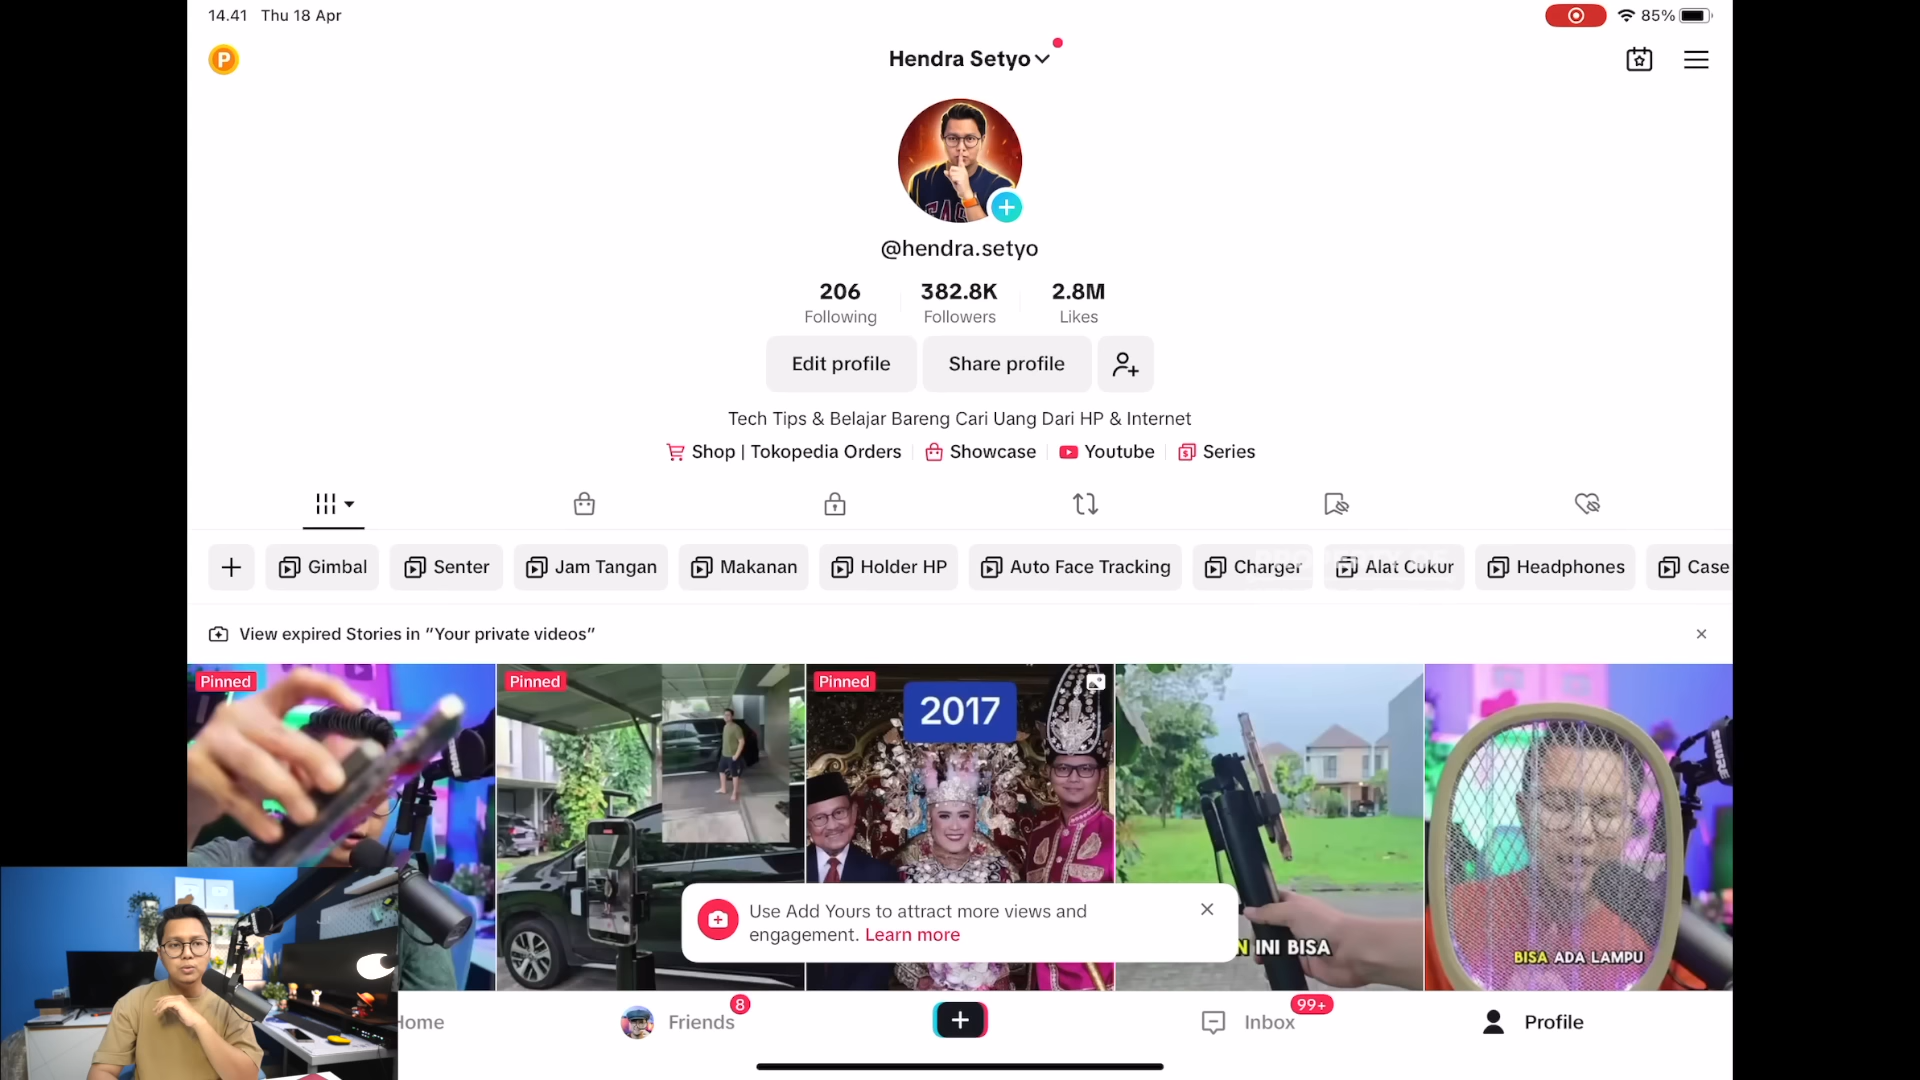 14.41 Thu 18 Apr
85%
P
Hendra Setyo
@hendra.setyo
206 382.8K 2.8M
Following Followers Likes
Edit profile Share profile
Tech Tips & Belajar Bareng Cari Uang Dari HP & Internet
Shop | Tokopedia Orders Showcase Youtube Series
Gimbal Senter Jam Tangan Makanan Holder HP Auto Face Tracking Charger Alat Cukur Headphones Case
View expired Stories in “Your private videos”
Pinned Pinned Pinned
2017
SHURE
Use Add Yours to attract more views and
engagement. Learn more
INI BISA
BISA ADA LAMPU
Home Friends 8 Inbox 99+ Profile